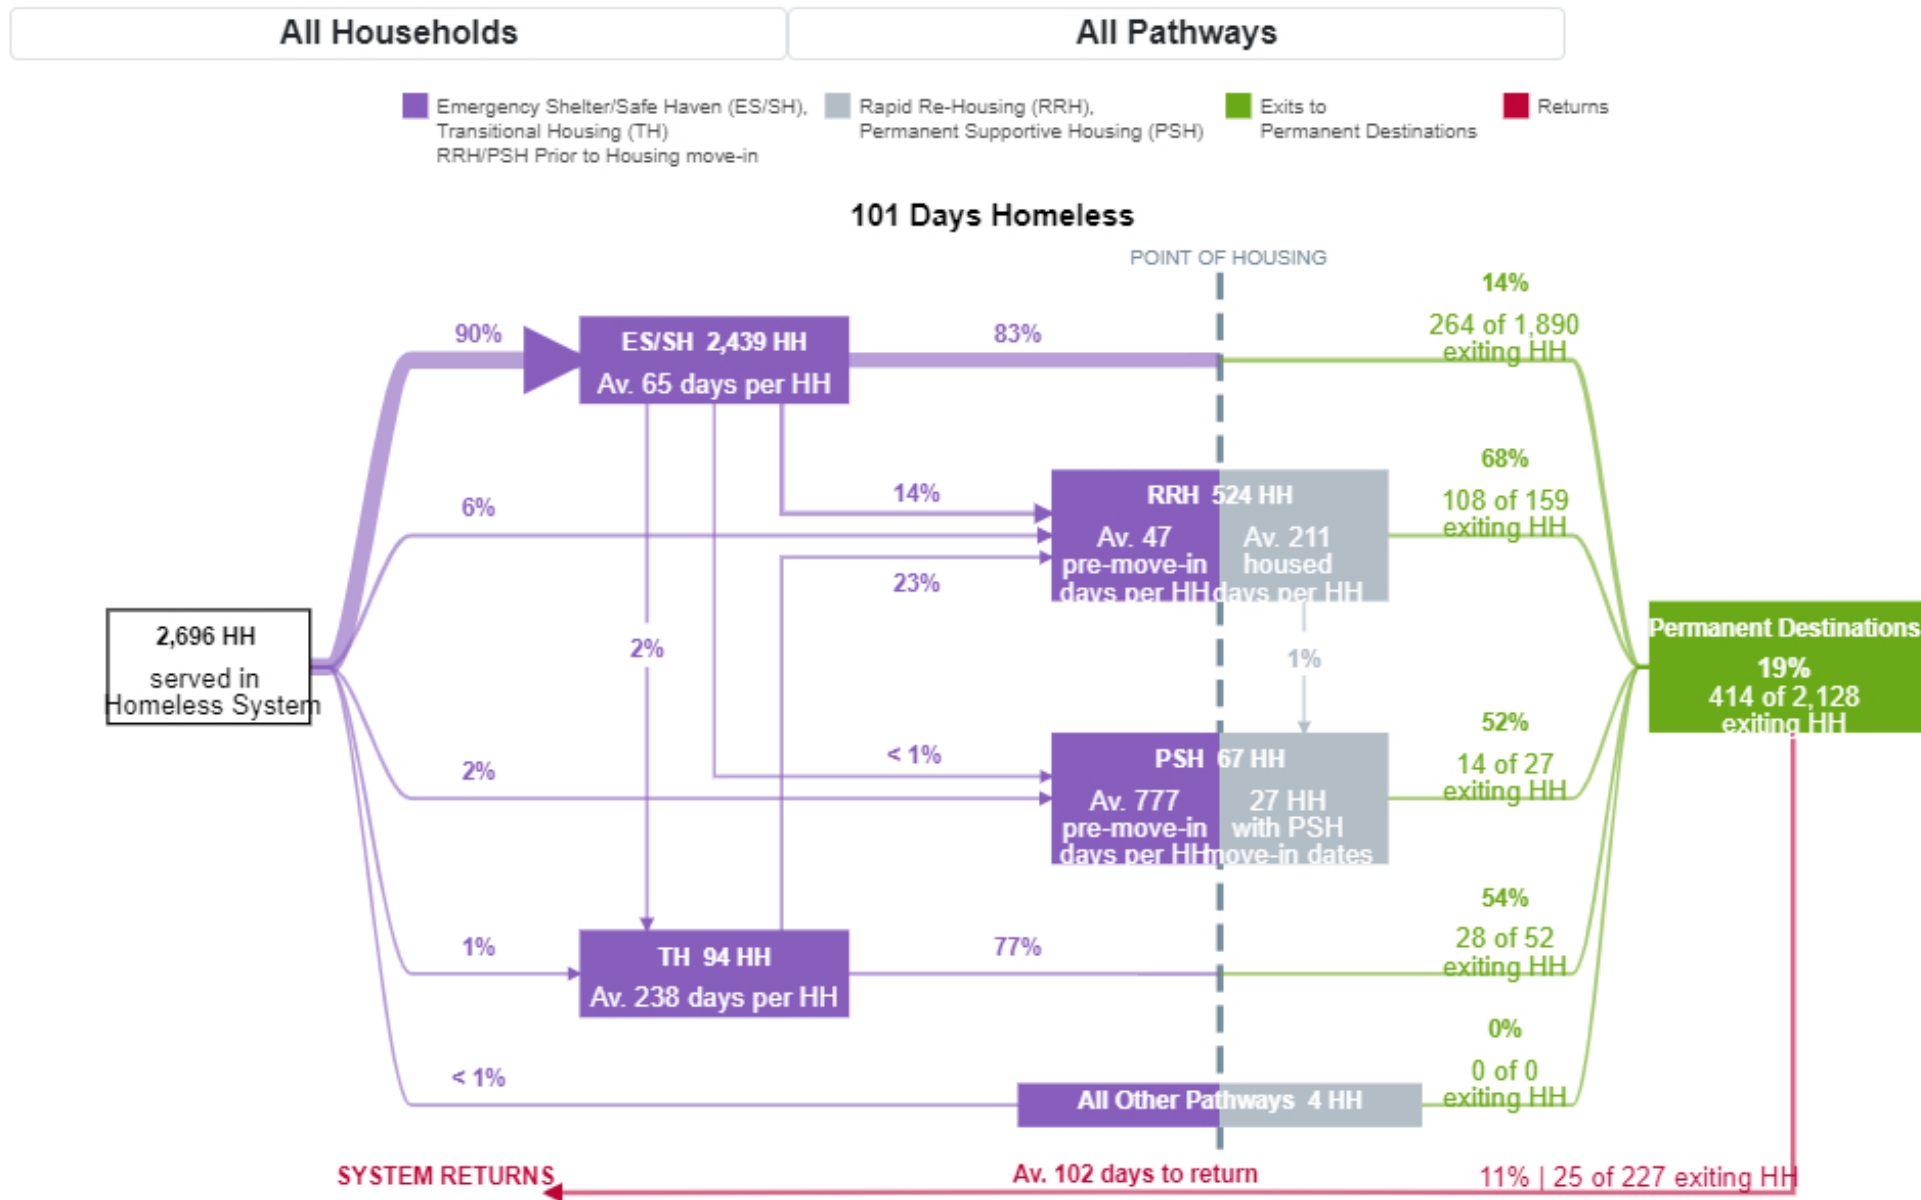 All Households
All Pathways
Emergency Shelter/Safe Haven (ES/SH),
Transitional Housing (TH)
RRH/PSH Prior to Housing move-in
Rapid Re-Housing (RRH),
Permanent Supportive Housing (PSH)
Exits to
Permanent Destinations
Returns
101 Days Homeless
POINT OF HOUSING
90%
ES/SH 2,439 HH
Av. 65 days per HH
83%
14%
264 of 1,890
exiting HH
6%
14%
23%
RRH 524 HH
Av. 47
pre-move-in
days per HH
Av. 211
housed
days per HH
68%
108 of 159
exiting HH
2,696 HH
served in
Homeless System
2%
1%
Permanent Destinations
19%
414 of 2,128
exiting HH
2%
< 1%
PSH 67 HH
Av. 777
pre-move-in
days per HH
27 HH
with PSH
move-in dates
52%
14 of 27
exiting HH
1%
TH 94 HH
Av. 238 days per HH
77%
54%
28 of 52
exiting HH
< 1%
All Other Pathways 4 HH
0%
0 of 0
exiting HH
SYSTEM RETURNS
Av. 102 days to return
11% | 25 of 227 exiting HH